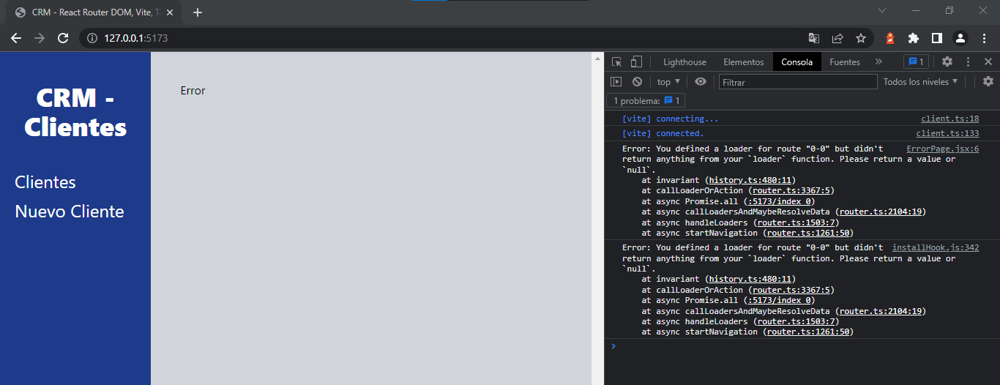 CRM - React Router DOM, Vite, T
127.0.0.1:5173
CRM -
Clientes
Clientes
Nuevo Cliente
Error
Lighthouse Elementos Consola Fuentes » 1
top ▼ Filtrar Todos los niveles ▼
1 problema: 1
[vite] connecting... client.ts:18
[vite] connected. client.ts:133
Error: You defined a loader for route "0-0" but didn't ErrorPage.jsx:6
return anything from your `loader` function. Please return a value or
`null`.
at invariant (history.ts:480:11)
at callLoaderOrAction (router.ts:3367:5)
at async Promise.all (:5173/index 0)
at async callLoadersAndMaybeResolveData (router.ts:2104:19)
at async handleLoaders (router.ts:1503:7)
at async startNavigation (router.ts:1261:50)
Error: You defined a loader for route "0-0" but didn't installHook.js:342
return anything from your `loader` function. Please return a value or
`null`.
at invariant (history.ts:480:11)
at callLoaderOrAction (router.ts:3367:5)
at async Promise.all (:5173/index 0)
at async callLoadersAndMaybeResolveData (router.ts:2104:19)
at async handleLoaders (router.ts:1503:7)
at async startNavigation (router.ts:1261:50)